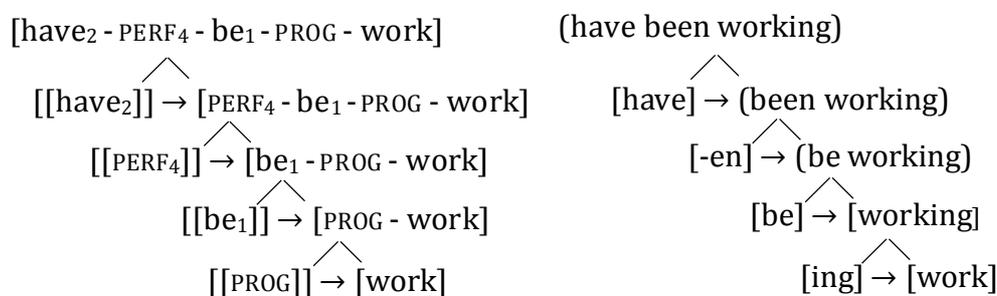 [have₂ - PERF₄ - be₁ - PROG - work] (have been working)
[[have₂]] → [PERF₄ - be₁ - PROG - work] [have] → (been working)
[[PERF₄]] → [be₁ - PROG - work] [-en] → (be working)
[[be₁]] → [PROG - work] [be] → [working]
[[PROG]] → [work] [ing] → [work]